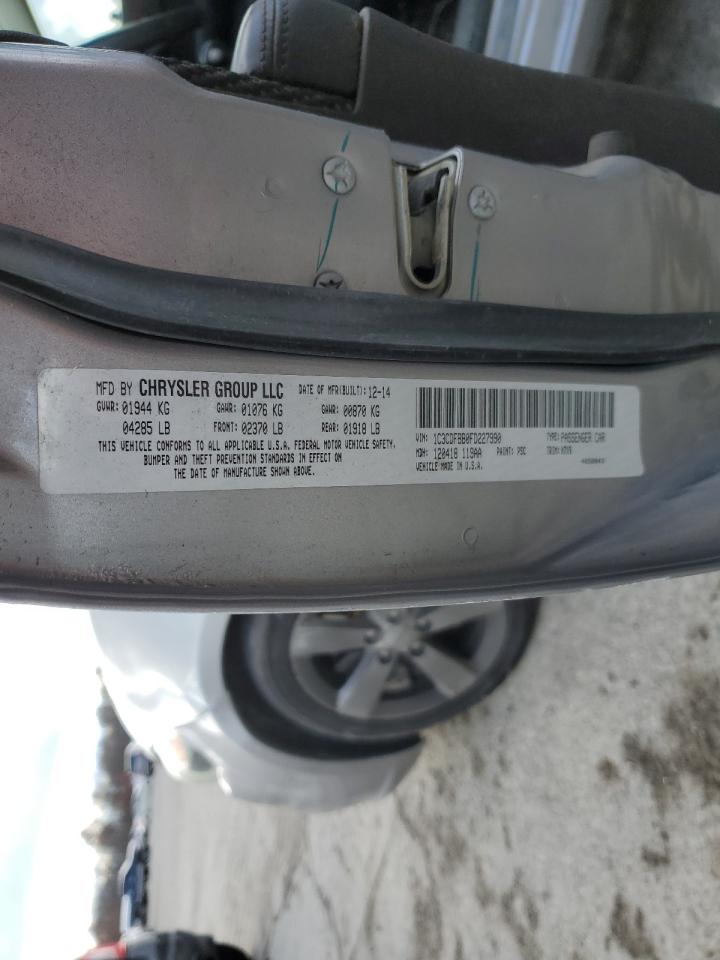 MFD BY CHRYSLER GROUP LLC DATE OF MFR(BUILT): 12-14
GVWR: 01944 KG GAWR: 01076 KG GAWR: 00870 KG
04285 LB FRONT: 02370 LB REAR: 01918 LB
THIS VEHICLE CONFORMS TO ALL APPLICABLE U.S.A. FEDERAL MOTOR VEHICLE SAFETY,
BUMPER AND THEFT PREVENTION STANDARDS IN EFFECT ON
THE DATE OF MANUFACTURE SHOWN ABOVE.
VIN: 1C3CDFBB0FD227990 TYPE: PASSENGER CAR
MDH: 120418 119AA PAINT: PSC TRIM:
VEHICLE MADE IN U.S.A.